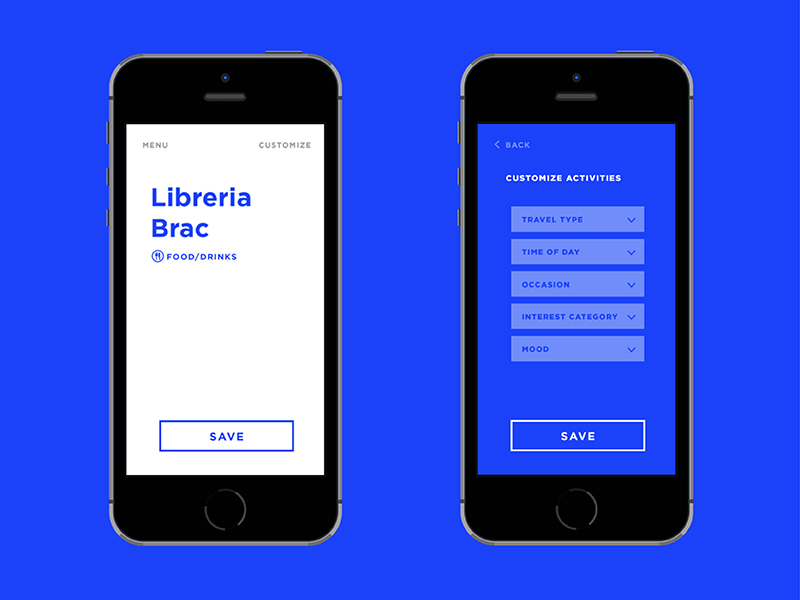 MENU
CUSTOMIZE
Libreria
Brac
FOOD/DRINKS
SAVE
BACK
CUSTOMIZE ACTIVITIES
TRAVEL TYPE
TIME OF DAY
OCCASION
INTEREST CATEGORY
MOOD
SAVE